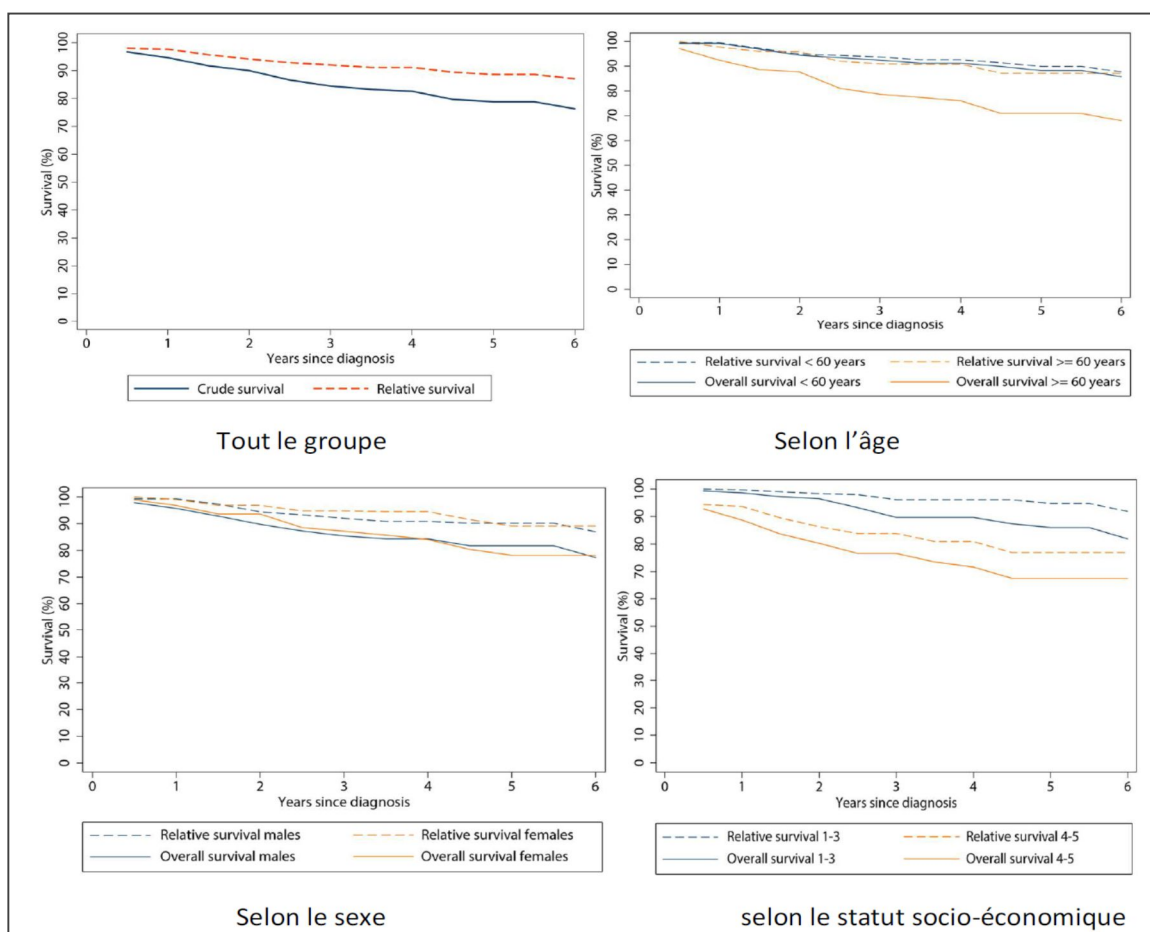 100
90
80
70
60
50
40
30
20
10
0
Survival (%)
0 1 2 3 4 5 6
Years since diagnosis
Crude survival Relative survival
Tout le groupe
100
90
80
70
60
50
40
30
20
10
0
Survival (%)
0 1 2 3 4 5 6
Years since diagnosis
Relative survival < 60 years Relative survival >= 60 years
Overall survival < 60 years Overall survival >= 60 years
Selon l’âge
100
90
80
70
60
50
40
30
20
10
0
Survival (%)
0 1 2 3 4 5 6
Years since diagnosis
Relative survival males Relative survival females
Overall survival males Overall survival females
Selon le sexe
100
90
80
70
60
50
40
30
20
10
0
Survival (%)
0 1 2 3 4 5 6
Years since diagnosis
Relative survival 1-3 Relative survival 4-5
Overall survival 1-3 Overall survival 4-5
selon le statut socio-économique